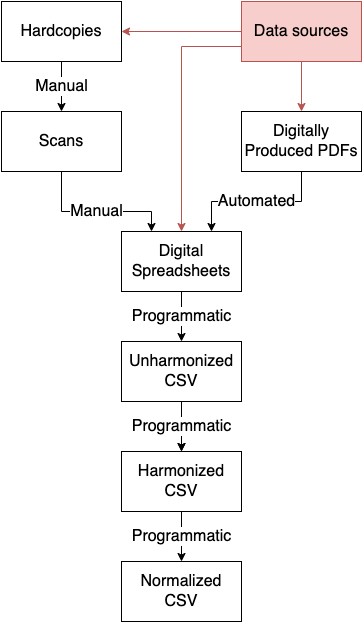 Hardcopies
Data sources
Manual
Scans
Digitally
Produced PDFs
Manual
Automated
Digital
Spreadsheets
Programmatic
Unharmonized
CSV
Programmatic
Harmonized
CSV
Programmatic
Normalized
CSV